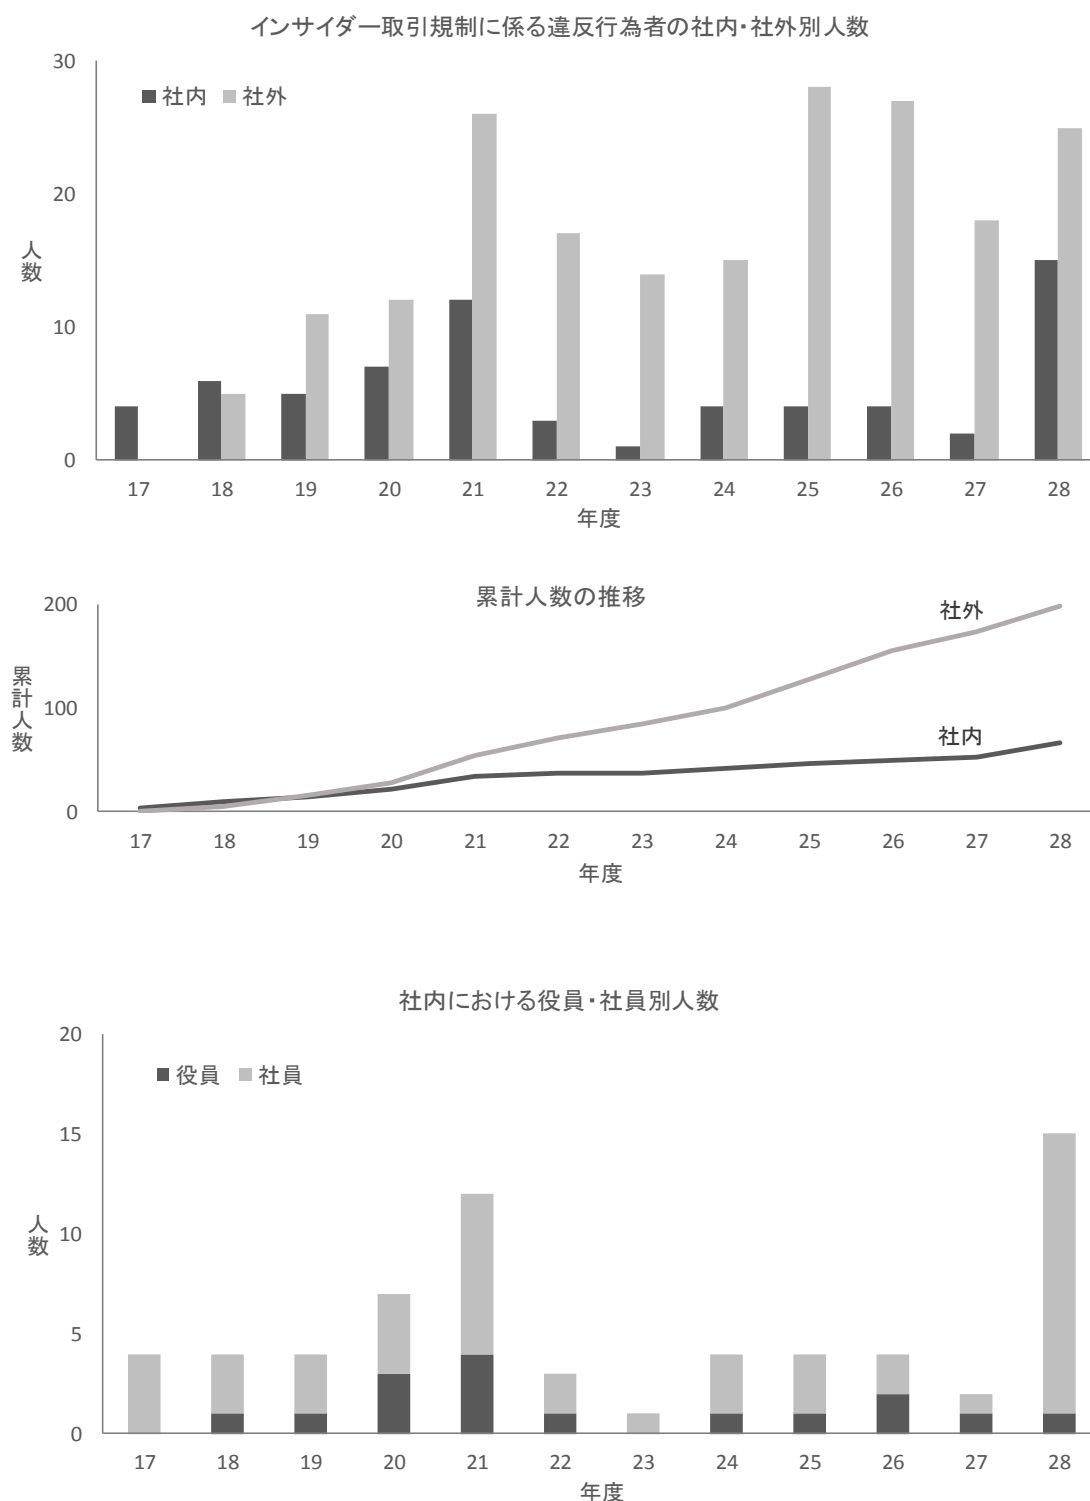 インサイダー取引規制に係る違反行為者の社内・社外別人数
30
社内 社外
20
人数
10
0
17 18 19 20 21 22 23 24 25 26 27 28
年度
累計人数の推移
200
社外
累計人数
100
社内
0
17 18 19 20 21 22 23 24 25 26 27 28
年度
社内における役員・社員別人数
20
役員 社員
15
人数
10
5
0
17 18 19 20 21 22 23 24 25 26 27 28
年度